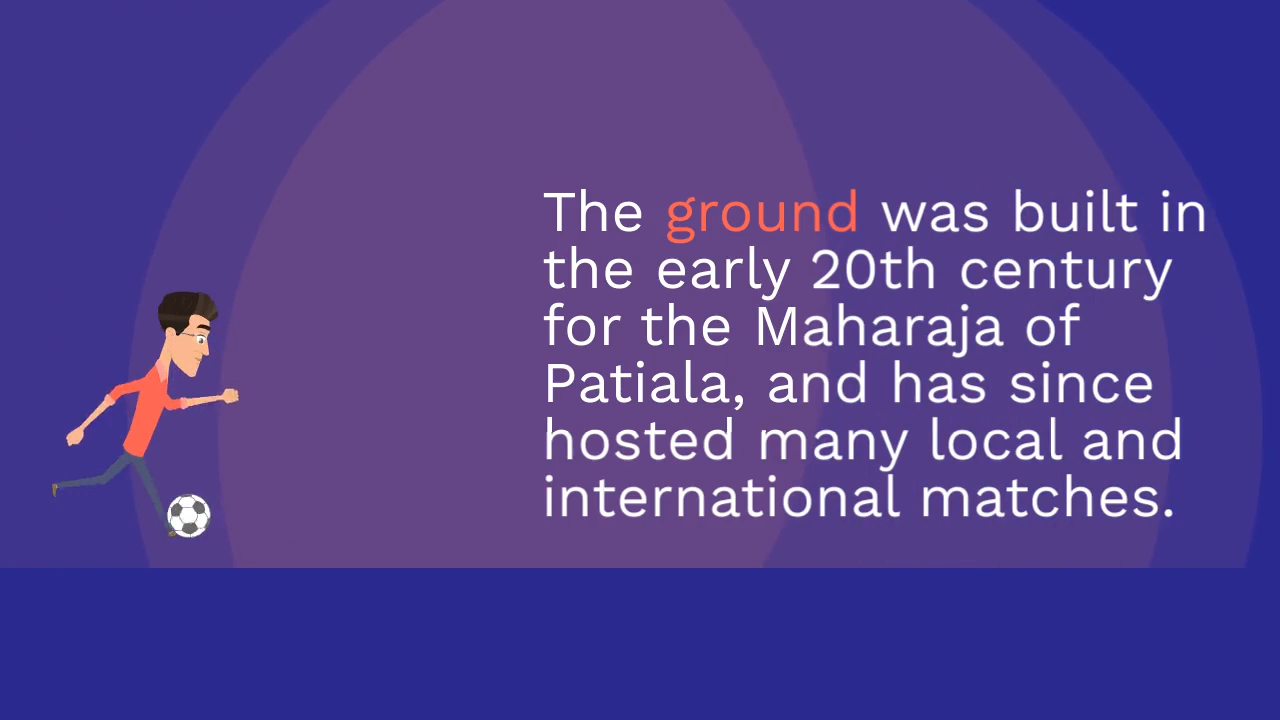 The ground was built in
the early 20th century
for the Maharaja of
Patiala, and has since
hosted many local and
international matches.